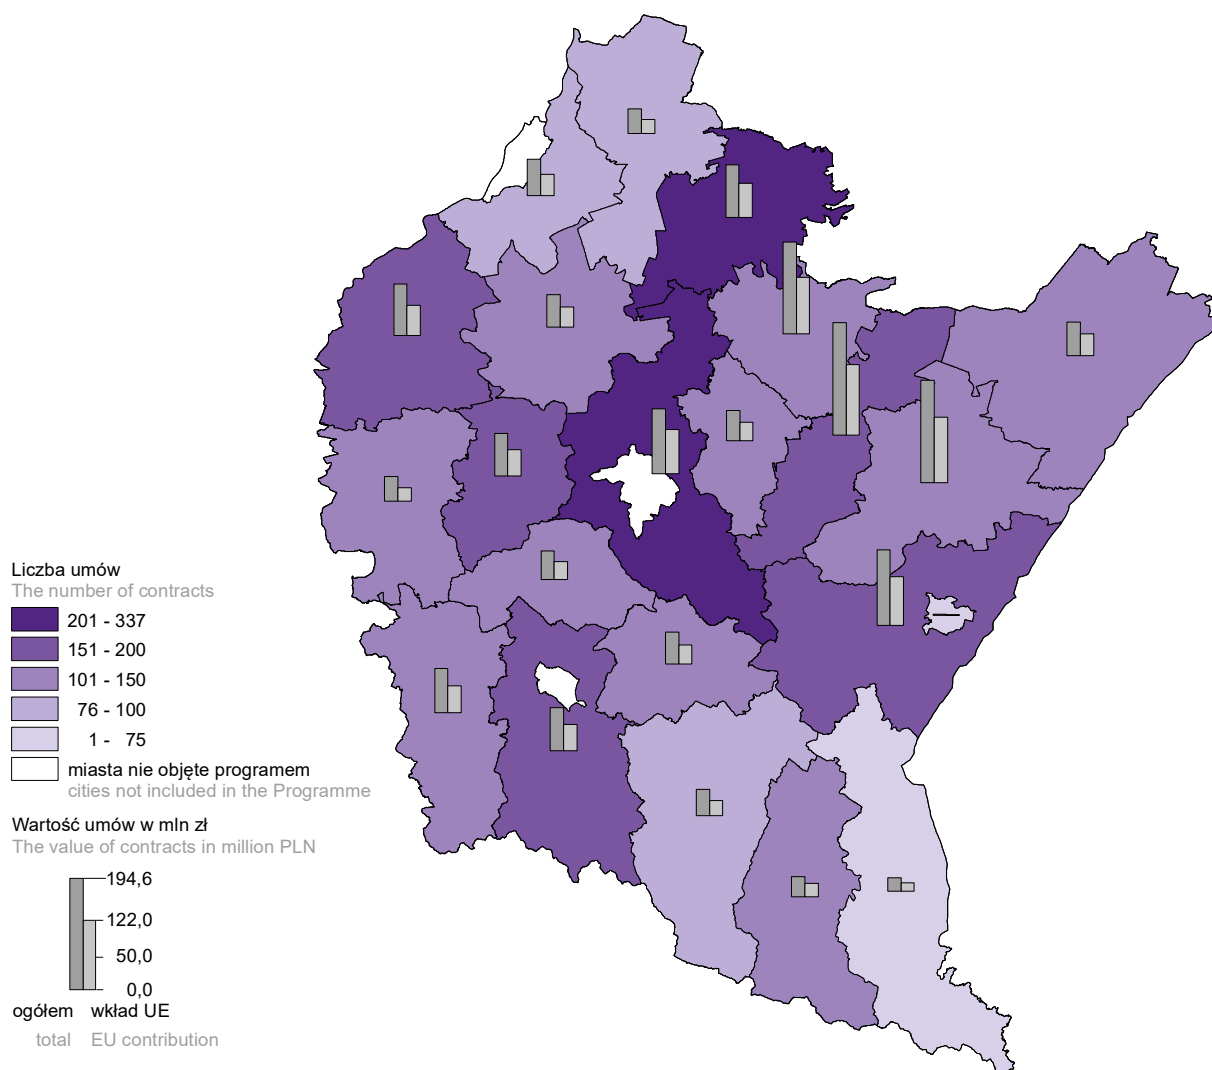 Liczba umów
The number of contracts
201 - 337
151 - 200
101 - 150
76 - 100
1 - 75
miasta nie objęte programem
cities not included in the Programme
Wartość umów w mln zł
The value of contracts in million PLN
194,6
122,0
50,0
0,0
ogółem wkład UE
total EU contribution